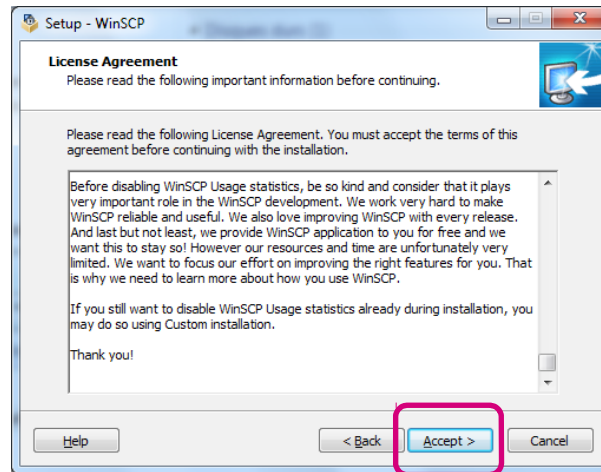 Setup - WinSCP
License Agreement
Please read the following important information before continuing.
Please read the following License Agreement. You must accept the terms of this
agreement before continuing with the installation.
Before disabling WinSCP Usage statistics, be so kind and consider that it plays
very important role in the WinSCP development. We work very hard to make
WinSCP reliable and useful. We also love improving WinSCP with every release.
And last but not least, we provide WinSCP application to you for free and we
want this to stay so! However our resources and time are unfortunately very
limited. We want to focus our effort on improving the right features for you. That
is why we need to learn more about how you use WinSCP.
If you still want to disable WinSCP Usage statistics already during installation, you
may do so using Custom installation.
Thank you!
Help
< Back
Accept >
Cancel